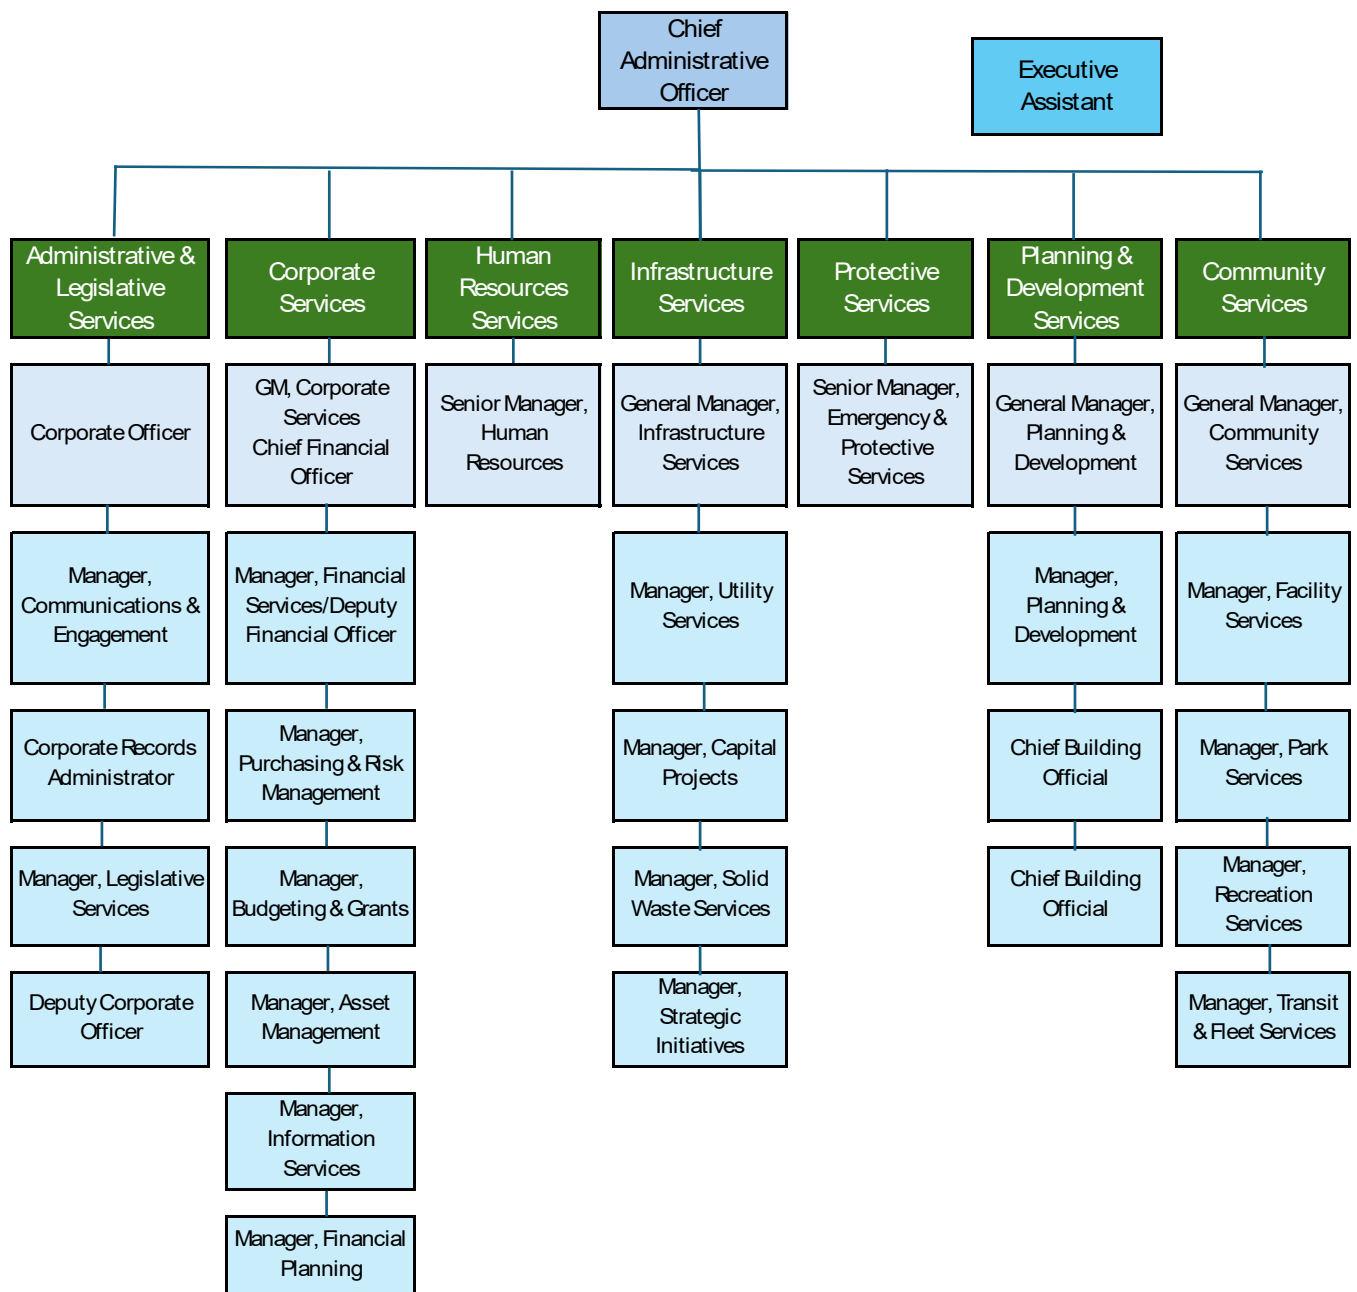 Chief
Administrative
Officer
Executive
Assistant
Administrative &
Legislative
Services
Corporate
Services
Human
Resources
Services
Infrastructure
Services
Protective
Services
Planning &
Development
Services
Community
Services
Corporate Officer
GM, Corporate
Services
Chief Financial
Officer
Senior Manager,
Human
Resources
General Manager,
Infrastructure
Services
Senior Manager,
Emergency &
Protective
Services
General Manager,
Planning &
Development
General Manager,
Community
Services
Manager,
Communications &
Engagement
Manager, Financial
Services/Deputy
Financial Officer
Manager, Utility
Services
Manager,
Planning &
Development
Manager, Facility
Services
Corporate Records
Administrator
Manager,
Purchasing & Risk
Management
Manager, Capital
Projects
Chief Building
Official
Manager, Park
Services
Manager, Legislative
Services
Manager,
Budgeting & Grants
Manager, Solid
Waste Services
Chief Building
Official
Manager,
Recreation
Services
Deputy Corporate
Officer
Manager, Asset
Management
Manager,
Strategic
Initiatives
Manager, Transit
& Fleet Services
Manager,
Information
Services
Manager, Financial
Planning